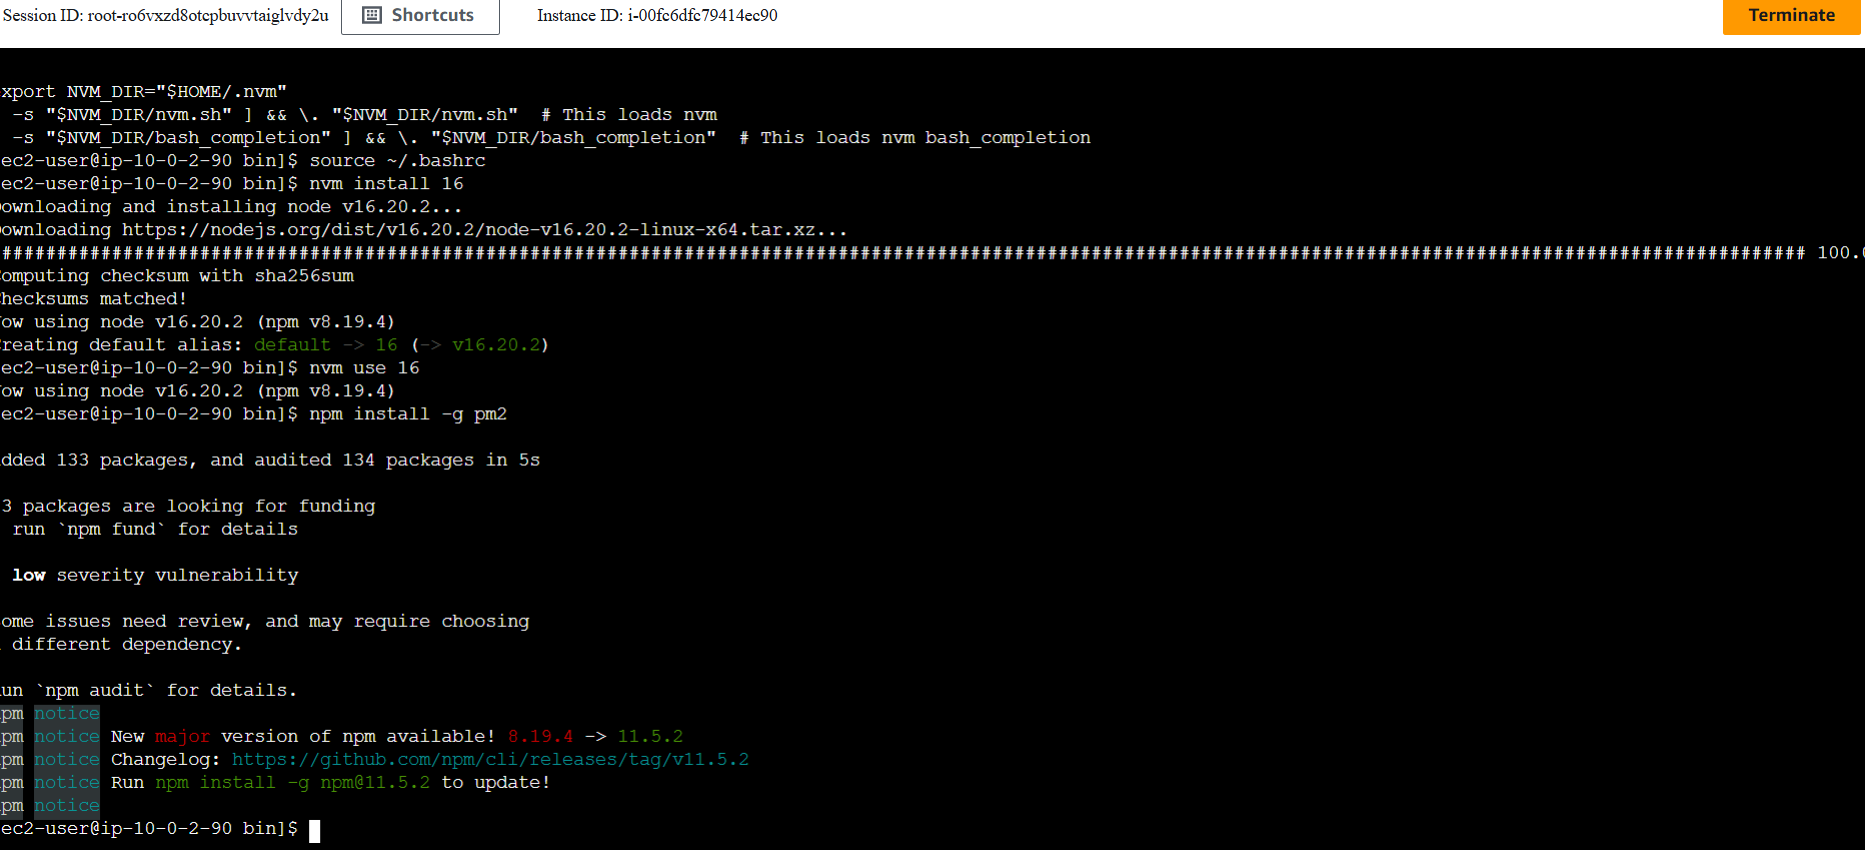 Session ID: root-ro6vxzd8otcpbuvvtaiglvdy2u Shortcuts Instance ID: i-00fc6dfc79414ec90 Terminate
xport NVM_DIR="$HOME/.nvm"
-s "$NVM_DIR/nvm.sh" ] && \. "$NVM_DIR/nvm.sh"  # This loads nvm
-s "$NVM_DIR/bash_completion" ] && \. "$NVM_DIR/bash_completion"  # This loads nvm bash_completion
ec2-user@ip-10-0-2-90 bin]$ source ~/.bashrc
ec2-user@ip-10-0-2-90 bin]$ nvm install 16
ownloading and installing node v16.20.2...
ownloading https://nodejs.org/dist/v16.20.2/node-v16.20.2-linux-x64.tar.xz...
#################################################################################################################################################################### 100.0
omputing checksum with sha256sum
hecksums matched!
ow using node v16.20.2 (npm v8.19.4)
reating default alias: default -> 16 (-> v16.20.2)
ec2-user@ip-10-0-2-90 bin]$ nvm use 16
ow using node v16.20.2 (npm v8.19.4)
ec2-user@ip-10-0-2-90 bin]$ npm install -g pm2
dded 133 packages, and audited 134 packages in 5s
3 packages are looking for funding
run `npm fund` for details
low severity vulnerability
ome issues need review, and may require choosing
different dependency.
un `npm audit` for details.
pm notice
pm notice New major version of npm available! 8.19.4 -> 11.5.2
pm notice Changelog: https://github.com/npm/cli/releases/tag/v11.5.2
pm notice Run npm install -g npm@11.5.2 to update!
pm notice
ec2-user@ip-10-0-2-90 bin]$